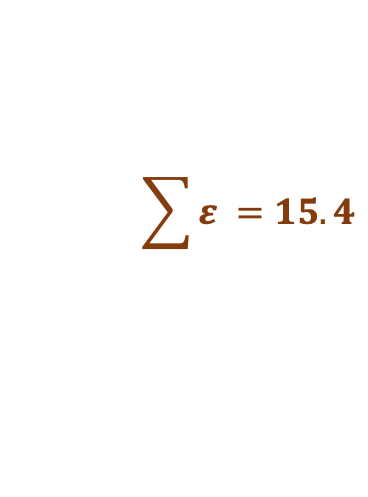 ∑ ε = 15.4